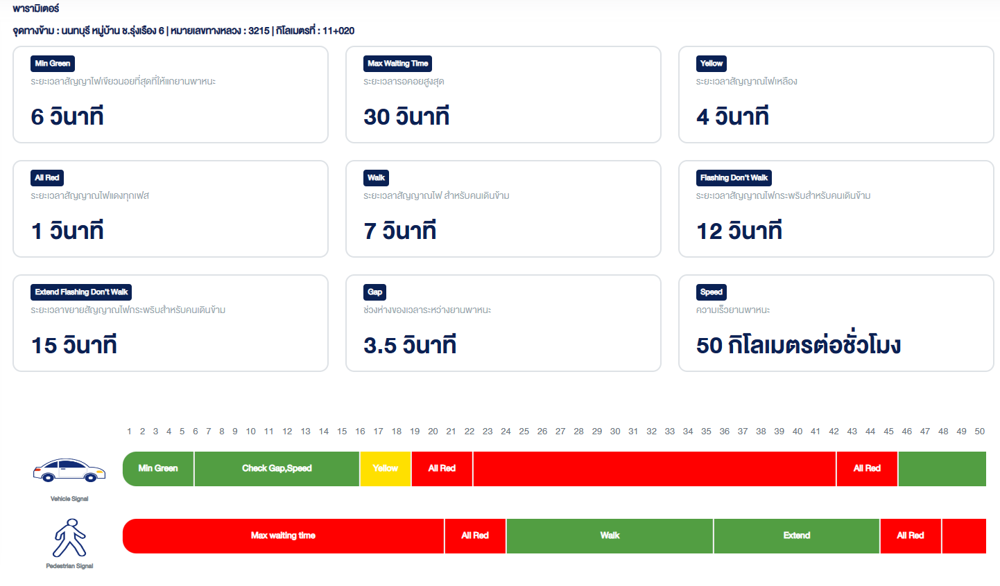 พารามิเตอร์
จุดทางข้าม : นนทบุรี หมู่บ้าน ช.รุ่งเรือง 6 | หมายเลขทางหลวง : 3215 | กิโลเมตรที่ : 11+020
Min Green
ระยะเวลาสัญญาไฟเขียวนอยที่สุดที่ให้แกยานพาหนะ
6 วินาที
Max Waiting Time
ระยะเวลารอคอยสูงสุด
30 วินาที
Yellow
ระยะเวลาสัญญาณไฟเหลือง
4 วินาที
All Red
ระยะเวลาสัญญาณไฟแดงทุกเฟส
1 วินาที
Walk
ระยะเวลาสัญญาณไฟ สำหรับคนเดินข้าม
7 วินาที
Flashing Don't Walk
ระยะเวลาสัญญาณไฟกระพริบสำหรับคนเดินข้าม
12 วินาที
Extend Flashing Don't Walk
ระยะเวลาขยายสัญญาณไฟกระพริบสำหรับคนเดินข้าม
15 วินาที
Gap
ช่วงห่างของเวลาระหว่างยานพาหนะ
3.5 วินาที
Speed
ความเร็วยานพาหนะ
50 กิโลเมตรต่อชั่วโมง
1 2 3 4 5 6 7 8 9 10 11 12 13 14 15 16 17 18 19 20 21 22 23 24 25 26 27 28 29 30 31 32 33 34 35 36 37 38 39 40 41 42 43 44 45 46 47 48 49 50
Min Green Check Gap,Speed Yellow All Red All Red
Vehicle Signal
Max waiting time All Red Walk Extend All Red
Pedestrian Signal